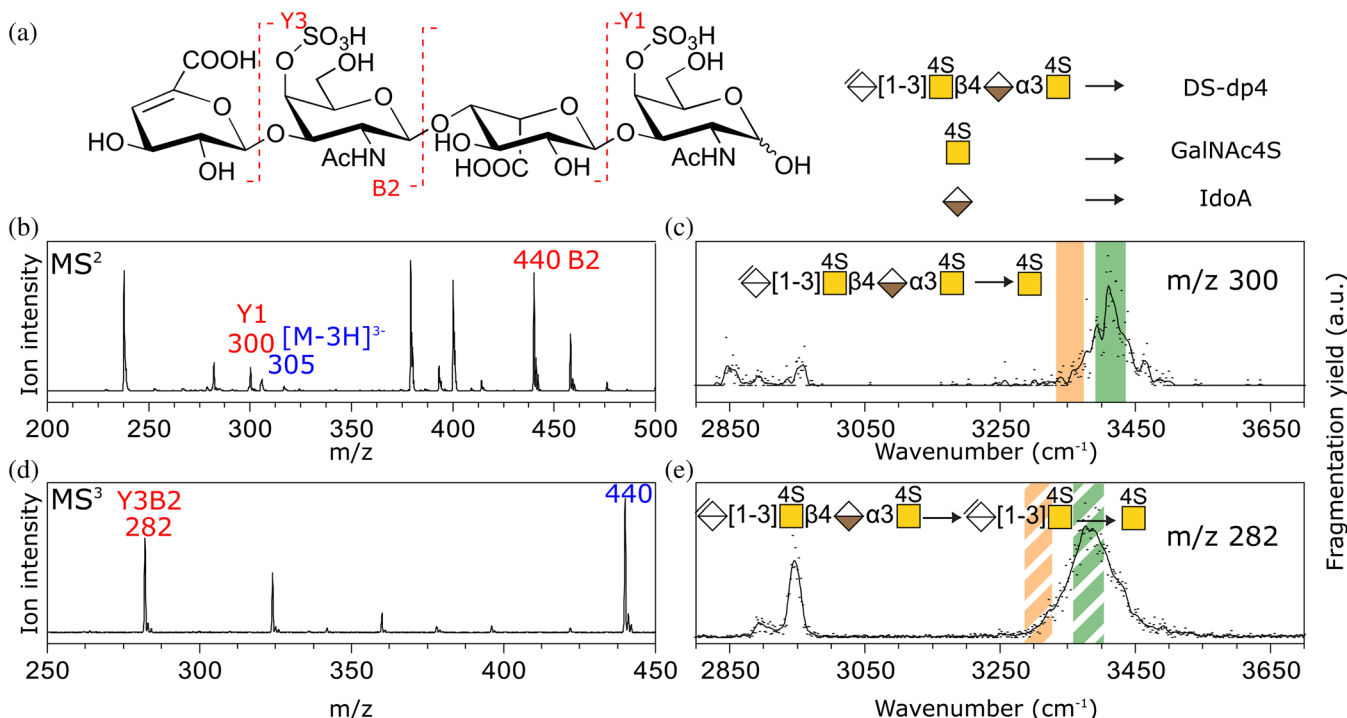 (a)
Y3
SO₃H
Y1
SO₃H
COOH
O
OH
O
OH
4S 4S
[1-3] β4 α3 DS-dp4
O
O
O
O
O
HO
O
O
HO
O
O
OH
AcHN
HOOC
OH
AcHN
OH
B2
4S
GalNAc4S
IdoA
(b)
MS²
440 B2
Y1
300
[M-3H]³⁻
305
Ion intensity
200 250 300 350 400 450 500
m/z
(c)
4S 4S 4S
[1-3] β4 α3
m/z 300
2850 3050 3250 3450 3650
Wavenumber (cm⁻¹)
Fragmentation yield (a.u.)
(d)
MS³
Y3B2
282
440
Ion intensity
250 300 350 400 450
m/z
(e)
4S 4S 4S 4S
[1-3] β4 α3 [1-3]
m/z 282
2850 3050 3250 3450 3650
Wavenumber (cm⁻¹)